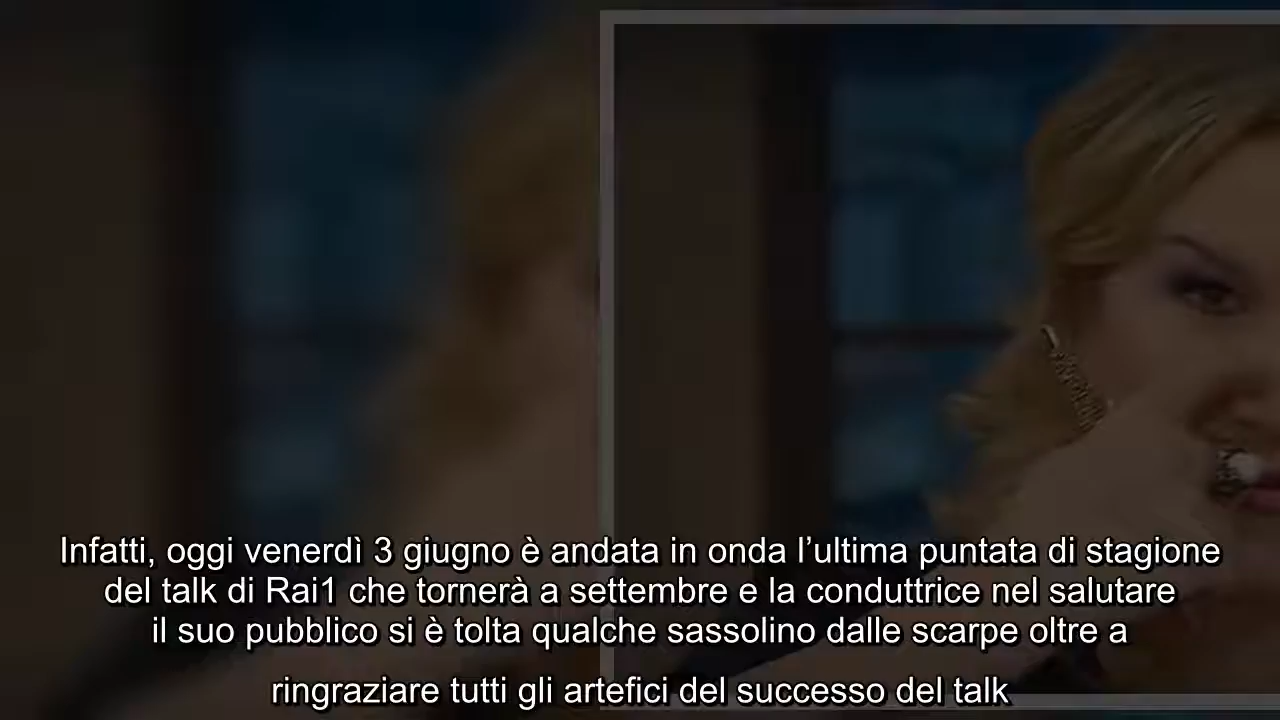 Infatti, oggi venerdì 3 giugno è andata in onda l’ultima puntata di stagione
del talk di Rai1 che tornerà a settembre e la conduttrice nel salutare
il suo pubblico si è tolta qualche sassolino dalle scarpe oltre a
ringraziare tutti gli artefici del successo del talk